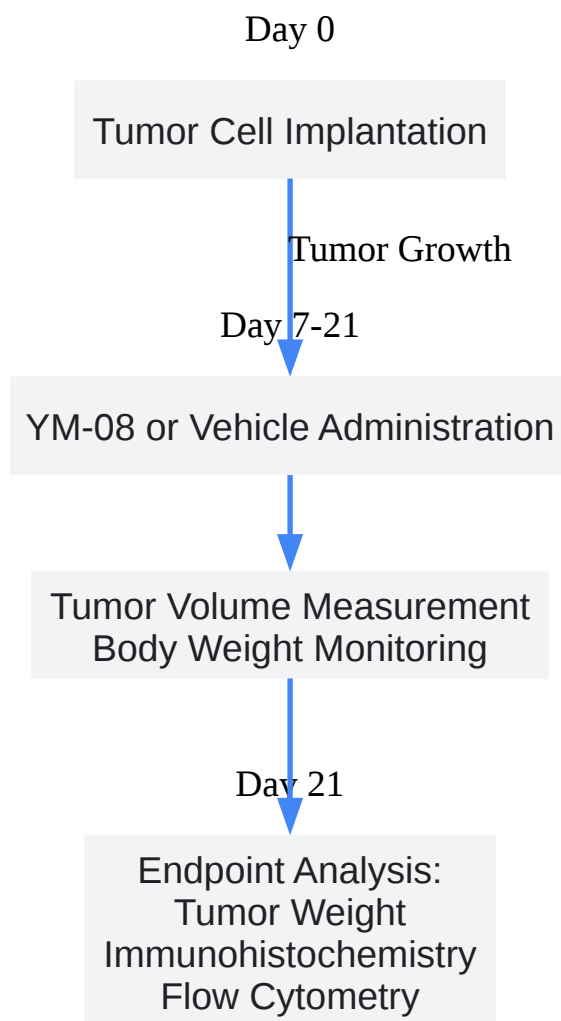 Day 0
Tumor Cell Implantation
Tumor Growth
Day 7-21
YM-08 or Vehicle Administration
Tumor Volume Measurement
Body Weight Monitoring
Day 21
Endpoint Analysis:
Tumor Weight
Immunohistochemistry
Flow Cytometry